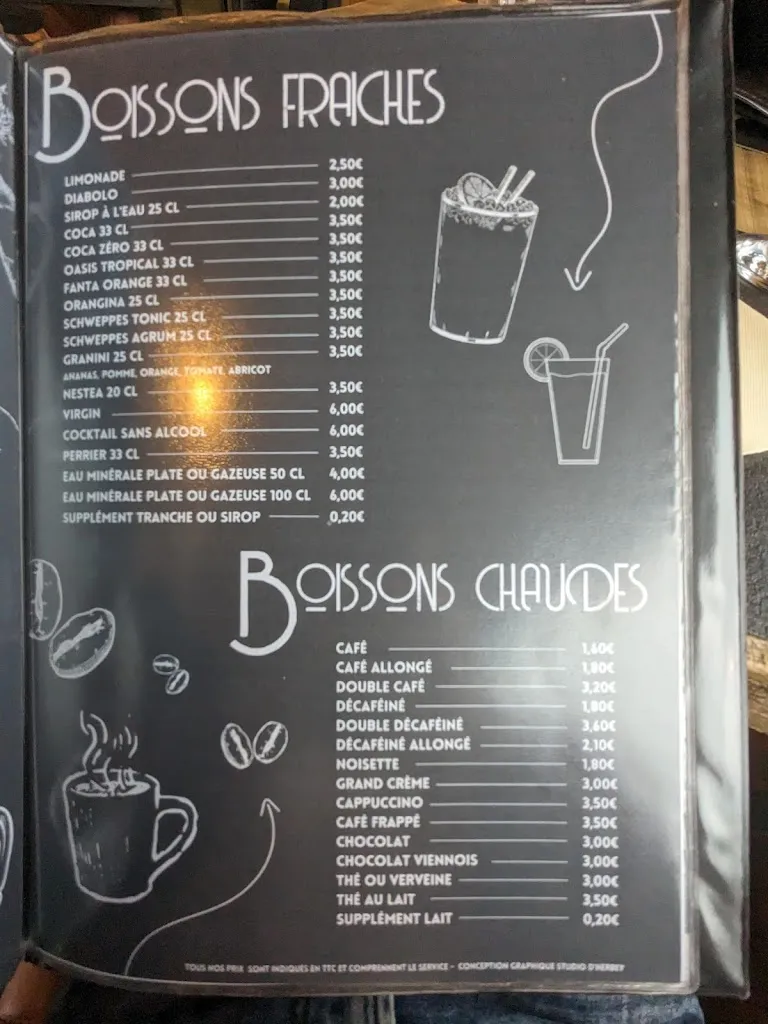 BOISSONS FRAICHES
LIMONADE 2,50€
DIABOLO 3,00€
SIROP À L'EAU 25 CL 2,00€
COCA 33 CL 3,50€
COCA ZÉRO 33 CL 3,50€
OASIS TROPICAL 33 CL 3,50€
FANTA ORANGE 33 CL 3,50€
ORANGINA 25 CL 3,50€
SCHWEPPES TONIC 25 CL 3,50€
SCHWEPPES AGRUM 25 CL 3,50€
GRANINI 25 CL 3,50€
ANANAS, POMME, ORANGE, TOMATE, ABRICOT
NESTEA 20 CL 3,50€
VIRGIN 6,00€
COCKTAIL SANS ALCOOL 6,00€
PERRIER 33 CL 3,50€
EAU MINÉRALE PLATE OU GAZEUSE 50 CL 4,00€
EAU MINÉRALE PLATE OU GAZEUSE 100 CL 6,00€
SUPPLÉMENT TRANCHE OU SIROP 0,20€
BOISSONS CHAUDES
CAFÉ 1,60€
CAFÉ ALLONGÉ 1,80€
DOUBLE CAFÉ 3,20€
DÉCAFÉINÉ 1,80€
DOUBLE DÉCAFÉINÉ 3,60€
DÉCAFÉINÉ ALLONGÉ 2,10€
NOISETTE 1,80€
GRAND CRÈME 3,00€
CAPPUCCINO 3,50€
CAFÉ FRAPPÉ 3,50€
CHOCOLAT 3,00€
CHOCOLAT VIENNOIS 3,00€
THÉ OU VERVEINE 3,00€
THÉ AU LAIT 3,50€
SUPPLÉMENT LAIT 0,20€
TOUS NOS PRIX SONT INDIQUÉS EN TTC ET COMPRENNENT LE SERVICE - CONCEPTION GRAPHIQUE STUDIO D'HERBEY